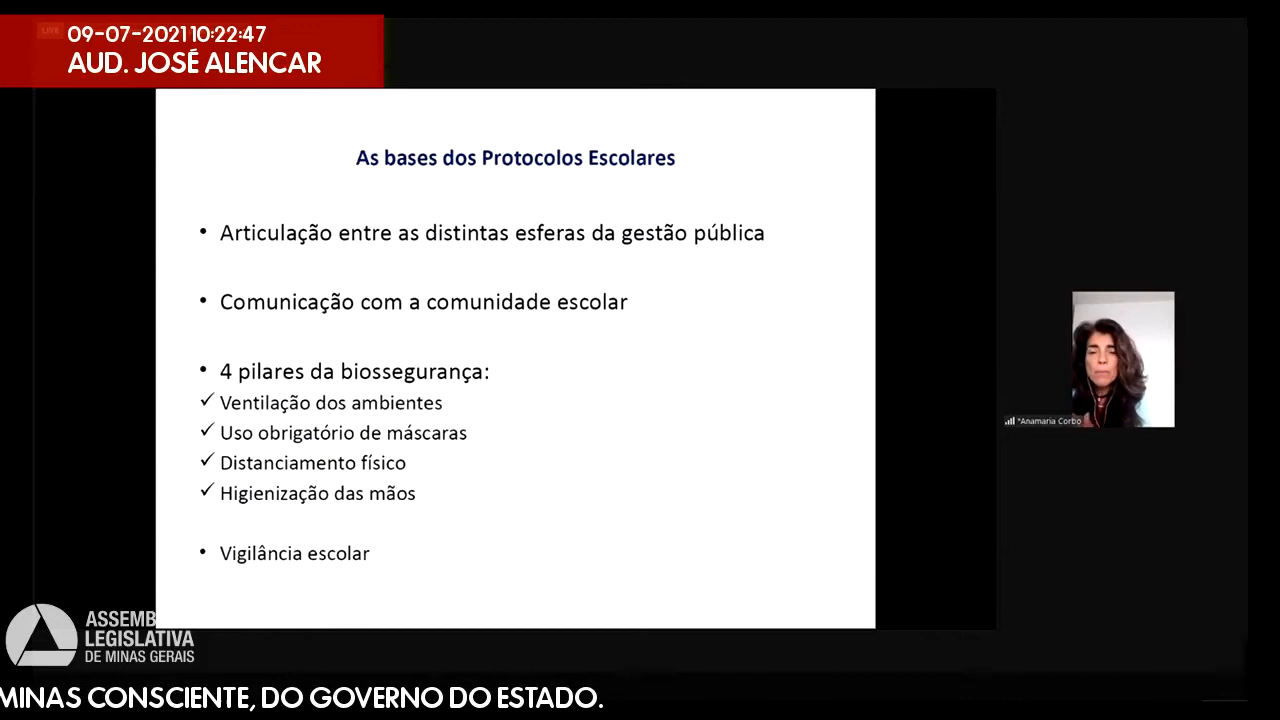 LIVE
09-07-2021 10:22:47
AUD. JOSÉ ALENCAR
As bases dos Protocolos Escolares
• Articulação entre as distintas esferas da gestão pública
• Comunicação com a comunidade escolar
• 4 pilares da biossegurança:
✓ Ventilação dos ambientes
✓ Uso obrigatório de máscaras
✓ Distanciamento físico
✓ Higienização das mãos
• Vigilância escolar
*Anamaria Corbo
ASSEMB
LEGISLATIVA
DE MINAS GERAIS
MINAS CONSCIENTE, DO GOVERNO DO ESTADO.